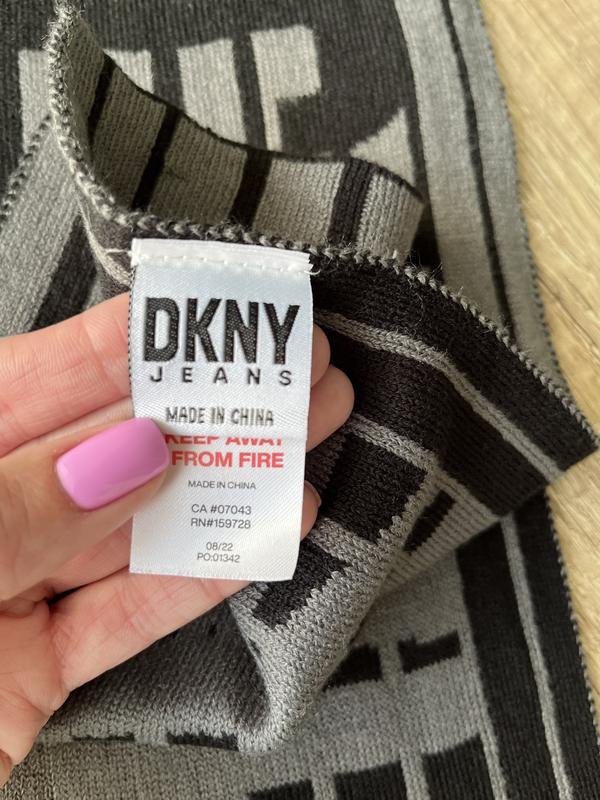 DKNY
JEANS
MADE IN CHINA
KEEP AWAY
FROM FIRE
MADE IN CHINA
CA #07043
RN#159728
08/22
PO:01342